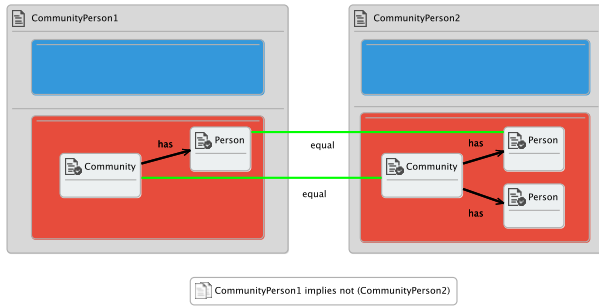 CommunityPerson1
CommunityPerson2
Person
has
Community
equal
equal
Person
has
Community
Person
has
CommunityPerson1 implies not (CommunityPerson2)